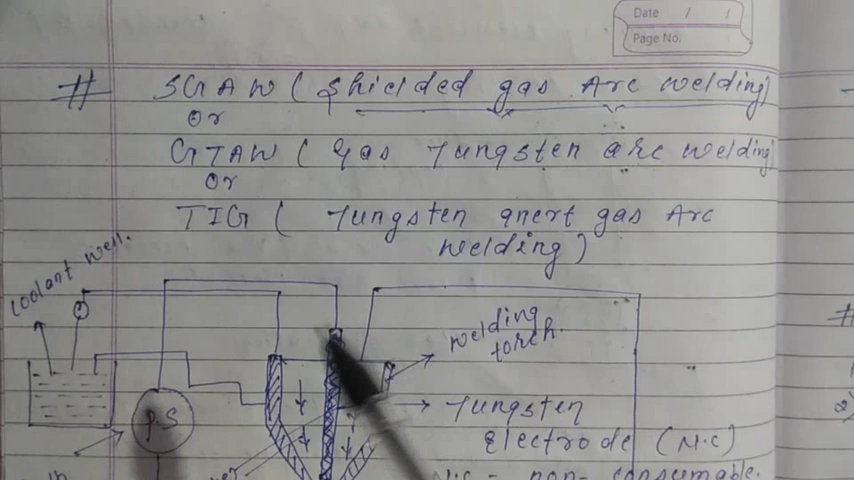 Date / /
Page No.
# SGAW ( Shielded gas Arc welding)
or
GTAW ( Gas Tungsten arc welding)
or
TIG ( Tungsten inert gas Arc
welding)
coolant well.
welding
torch.
P.S
Tungsten
Electrode (N.C)
N.C - non-consumable.